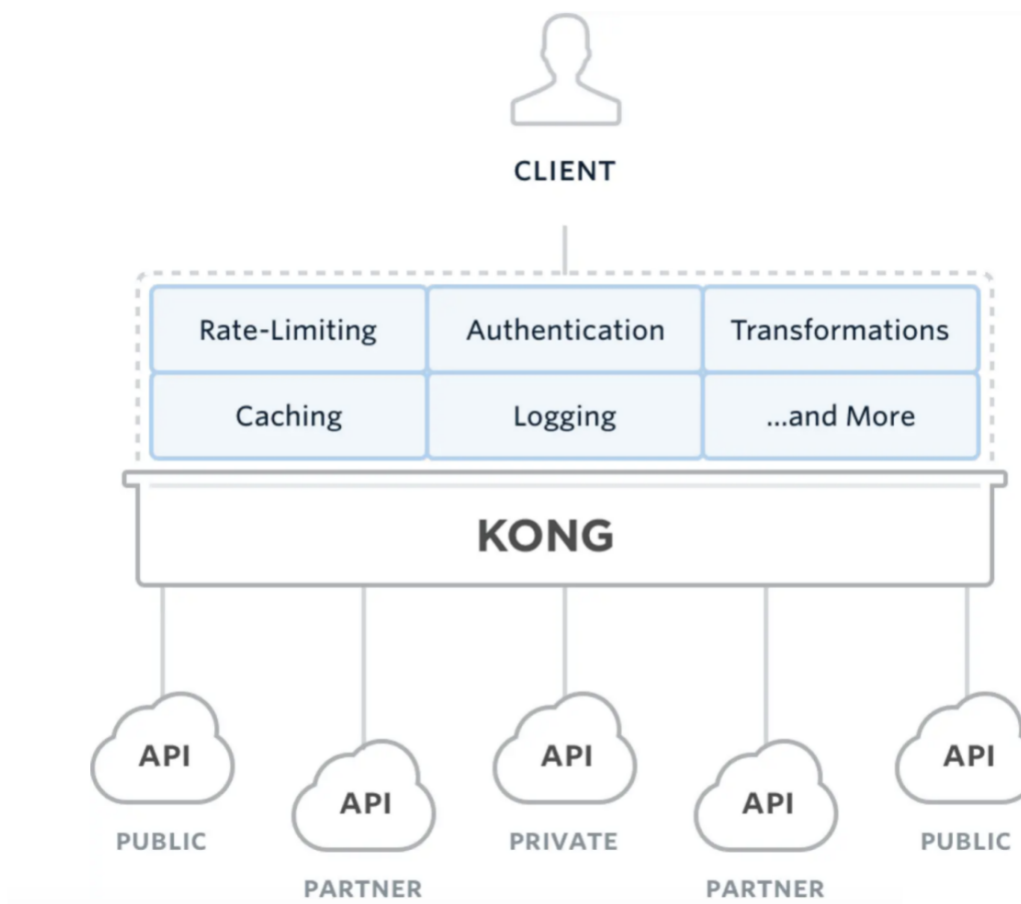 CLIENT
Rate-Limiting Authentication Transformations
Caching Logging ...and More
KONG
API API API
API API
PUBLIC PRIVATE PUBLIC
PARTNER PARTNER